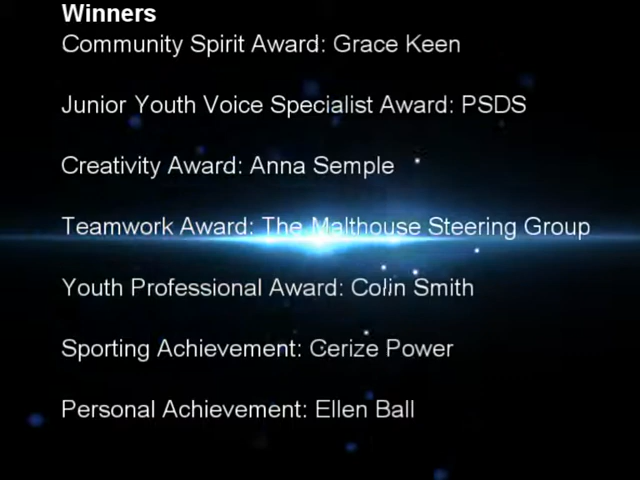 Winners
Community Spirit Award: Grace Keen
Junior Youth Voice Specialist Award: PSDS
Creativity Award: Anna Semple
Teamwork Award: The Malthouse Steering Group
Youth Professional Award: Colin Smith
Sporting Achievement: Cerize Power
Personal Achievement: Ellen Ball